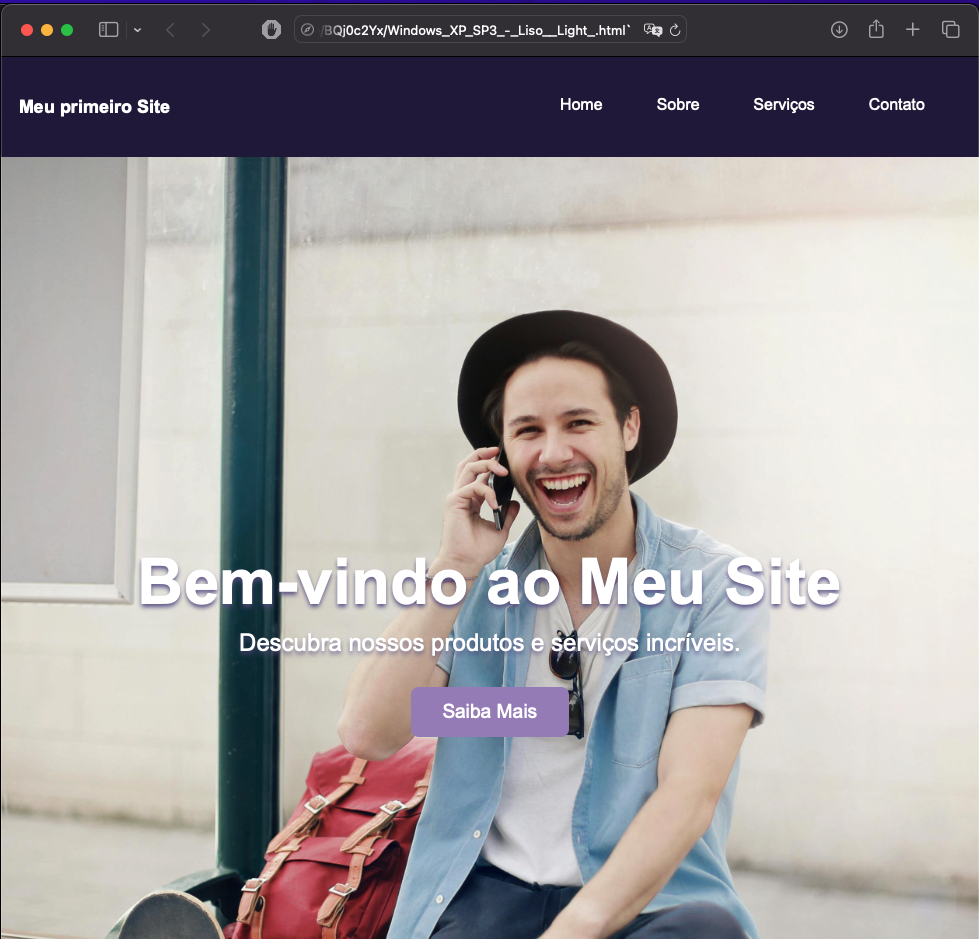 /BQj0c2Yx/Windows_XP_SP3_-_Liso__Light_.html`
Meu primeiro Site
Home
Sobre
Serviços
Contato
Bem-vindo ao Meu Site
Descubra nossos produtos e serviços incríveis.
Saiba Mais